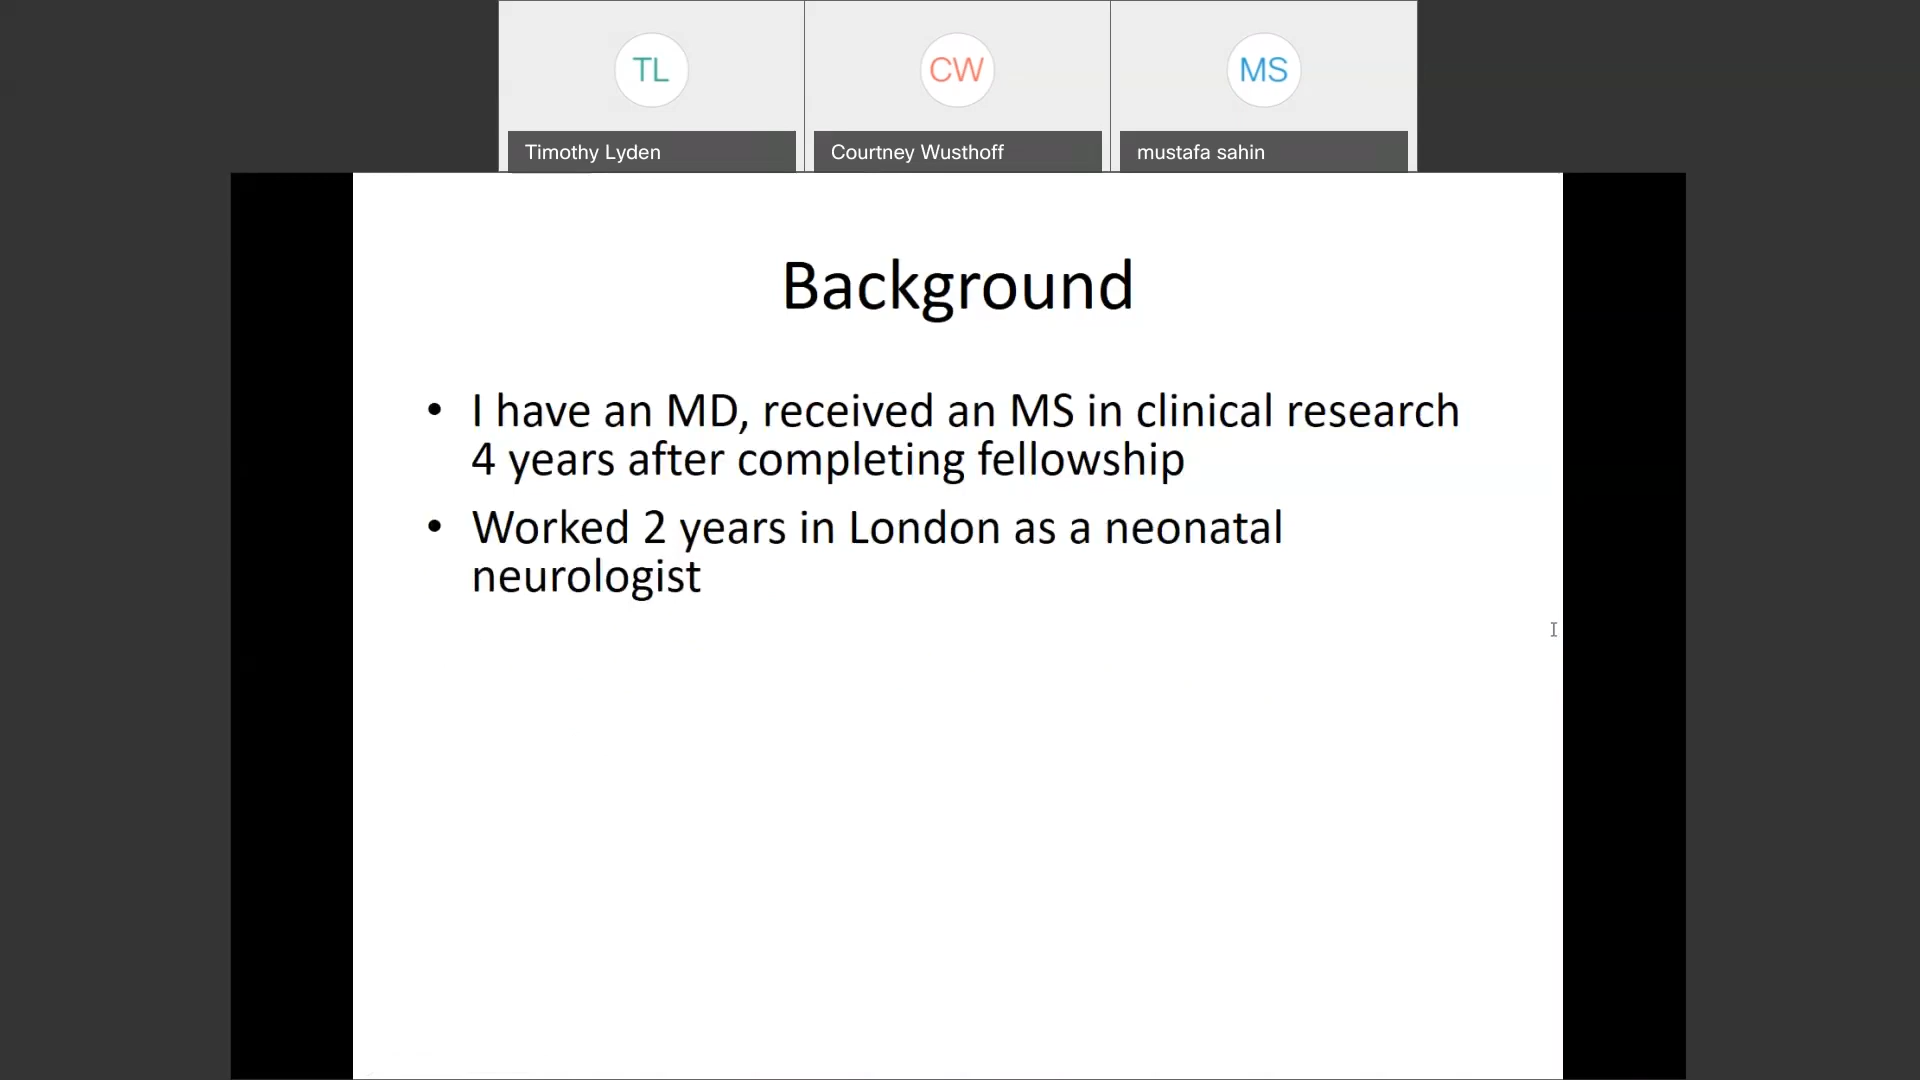 TL
CW
MS
Timothy Lyden
Courtney Wusthoff
mustafa sahin
Background
• I have an MD, received an MS in clinical research
4 years after completing fellowship
• Worked 2 years in London as a neonatal
neurologist